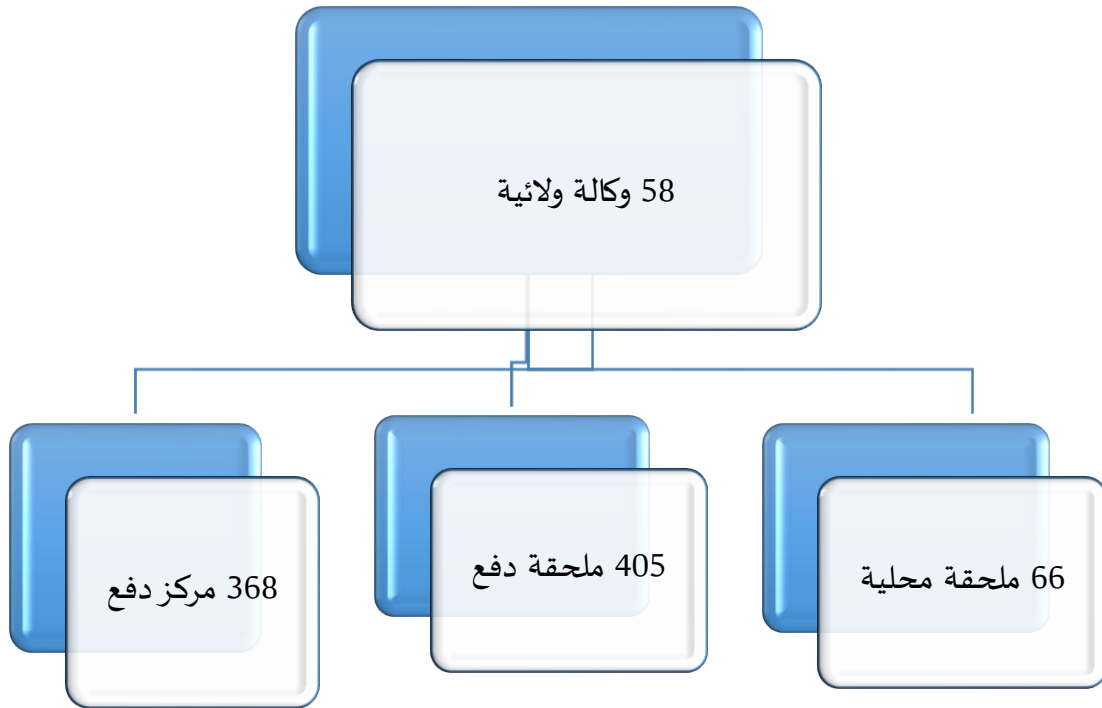 58 وكالة ولائية
66 ملحقة محلية
405 ملحقة دفع
368 مركز دفع